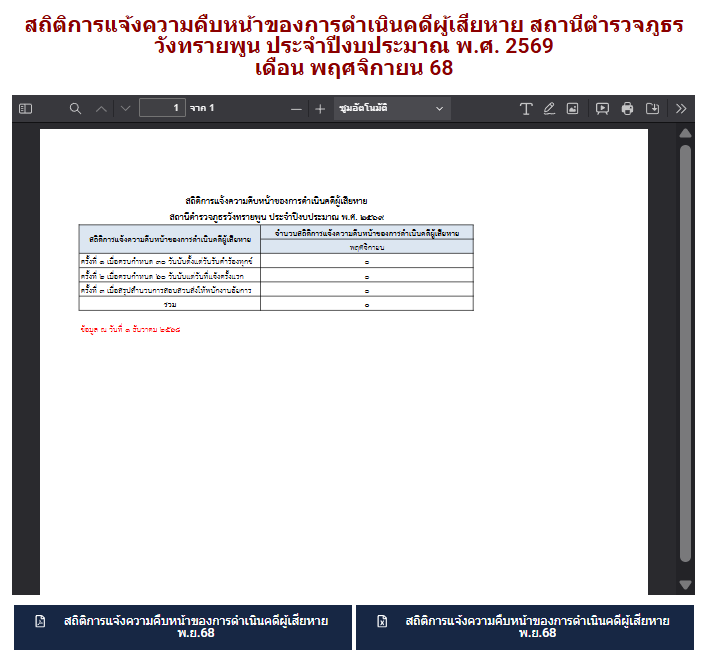 สถิติการแจ้งความคืบหน้าของการดำเนินคดีผู้เสียหาย สถานีตำรวจภูธร
วังทรายพูน ประจำปีงบประมาณ พ.ศ. 2569
เดือน พฤศจิกายน 68
1 จาก 1 ซูมอัตโนมัติ
สถิติการแจ้งความคืบหน้าของการดำเนินคดีผู้เสียหาย
สถานีตำรวจภูธรวังทรายพูน ประจำปีงบประมาณ พ.ศ. ๒๕๖๙
สถิติการแจ้งความคืบหน้าของการดำเนินคดีผู้เสียหาย จำนวนสถิติการแจ้งความคืบหน้าของการดำเนินคดีผู้เสียหาย
พฤศจิกายน
ครั้งที่ ๑ เมื่อครบกำหนด ๓๐ วันนับตั้งแต่วันรับคำร้องทุกข์ ๐
ครั้งที่ ๒ เมื่อครบกำหนด ๖๐ วันนับแต่วันที่แจ้งครั้งแรก ๐
ครั้งที่ ๓ เมื่อสรุปสำนวนการสอบสวนส่งให้พนักงานอัยการ ๐
รวม ๐
ข้อมูล ณ วันที่ ๑ ธันวาคม ๒๕๖๘
สถิติการแจ้งความคืบหน้าของการดำเนินคดีผู้เสียหาย
พ.ย.68
สถิติการแจ้งความคืบหน้าของการดำเนินคดีผู้เสียหาย
พ.ย.68